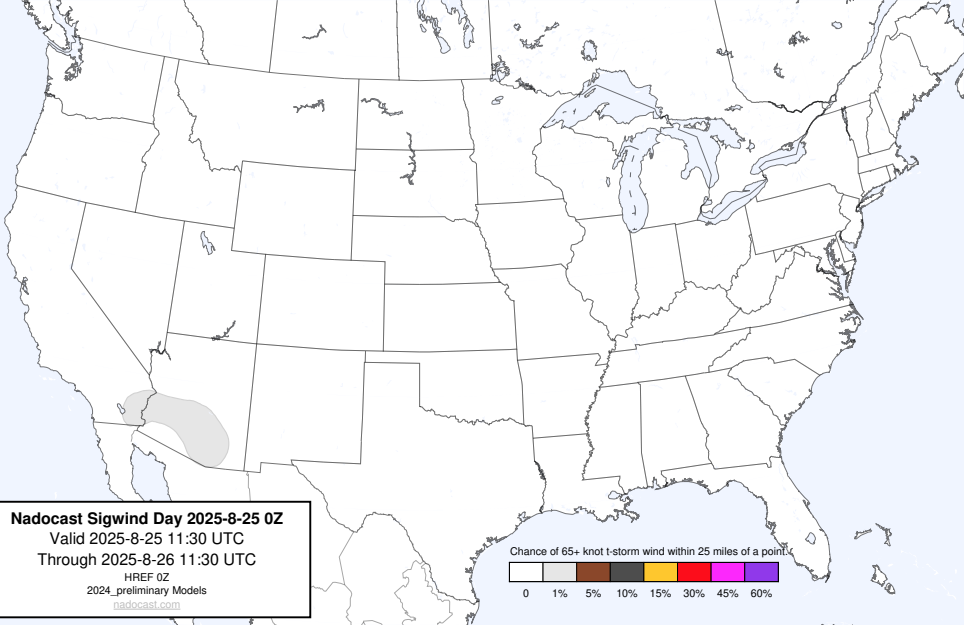 Nadocast Sigwind Day 2025-8-25 0Z
Valid 2025-8-25 11:30 UTC
Through 2025-8-26 11:30 UTC
HREF 0Z
2024_preliminary Models
nadocast.com
Chance of 65+ knot t-storm wind within 25 miles of a point.
0 1% 5% 10% 15% 30% 45% 60%